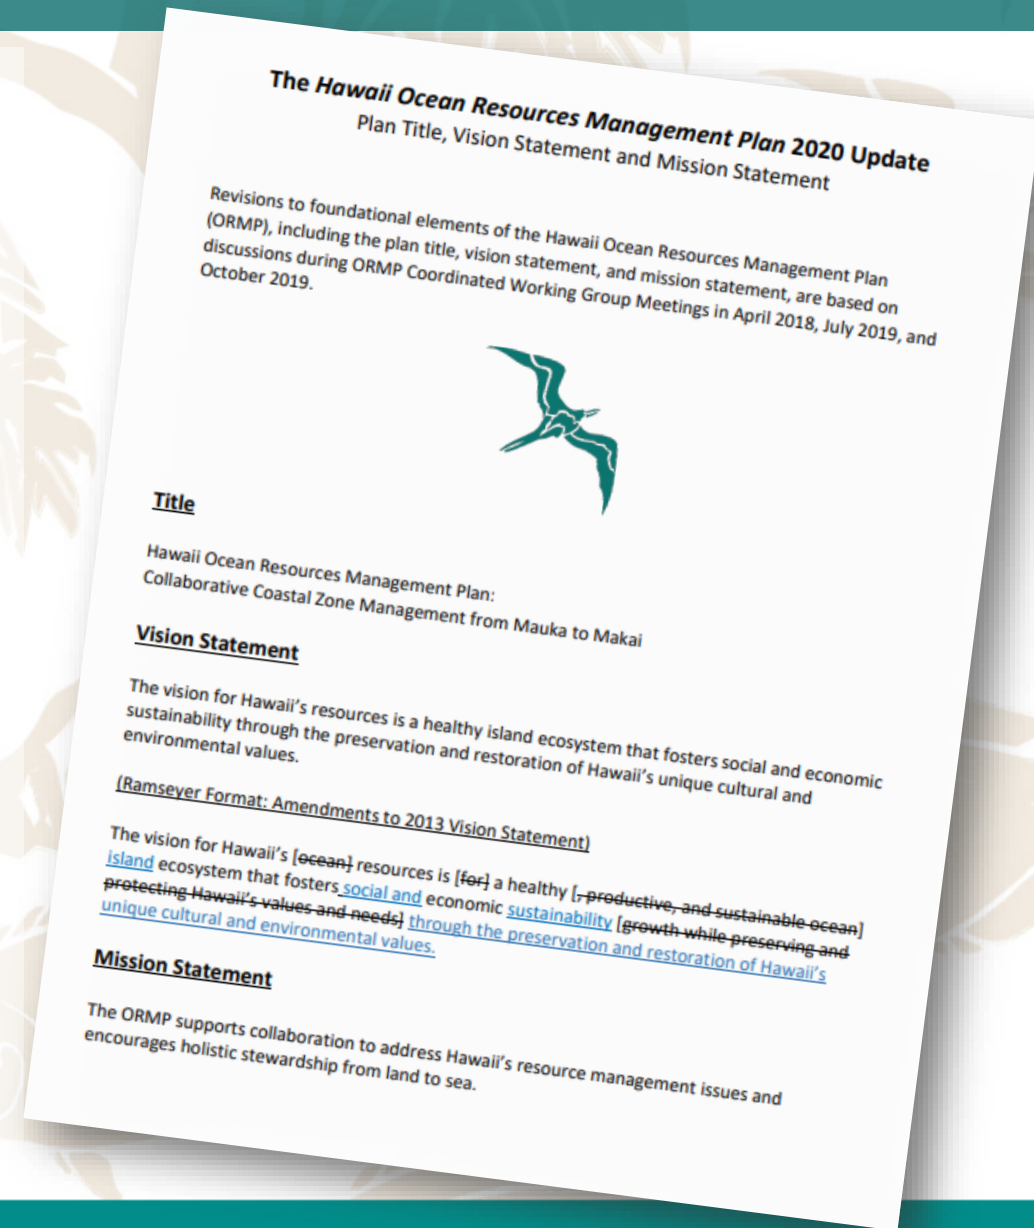 The Hawaii Ocean Resources Management Plan 2020 Update
Plan Title, Vision Statement and Mission Statement
Revisions to foundational elements of the Hawaii Ocean Resources Management Plan
(ORMP), including the plan title, vision statement, and mission statement, are based on
discussions during ORMP Coordinated Working Group Meetings in April 2018, July 2019, and
October 2019.
Title
Hawaii Ocean Resources Management Plan:
Collaborative Coastal Zone Management from Mauka to Makai
Vision Statement
The vision for Hawaii’s resources is a healthy island ecosystem that fosters social and economic
sustainability through the preservation and restoration of Hawaii’s unique cultural and
environmental values.
(Ramseyer Format: Amendments to 2013 Vision Statement)
The vision for Hawaii’s [ocean] resources is [for] a healthy [, productive, and sustainable ocean]
island ecosystem that fosters social and economic sustainability [growth while preserving and
protecting Hawaii’s values and needs] through the preservation and restoration of Hawaii’s
unique cultural and environmental values.
Mission Statement
The ORMP supports collaboration to address Hawaii’s resource management issues and
encourages holistic stewardship from land to sea.